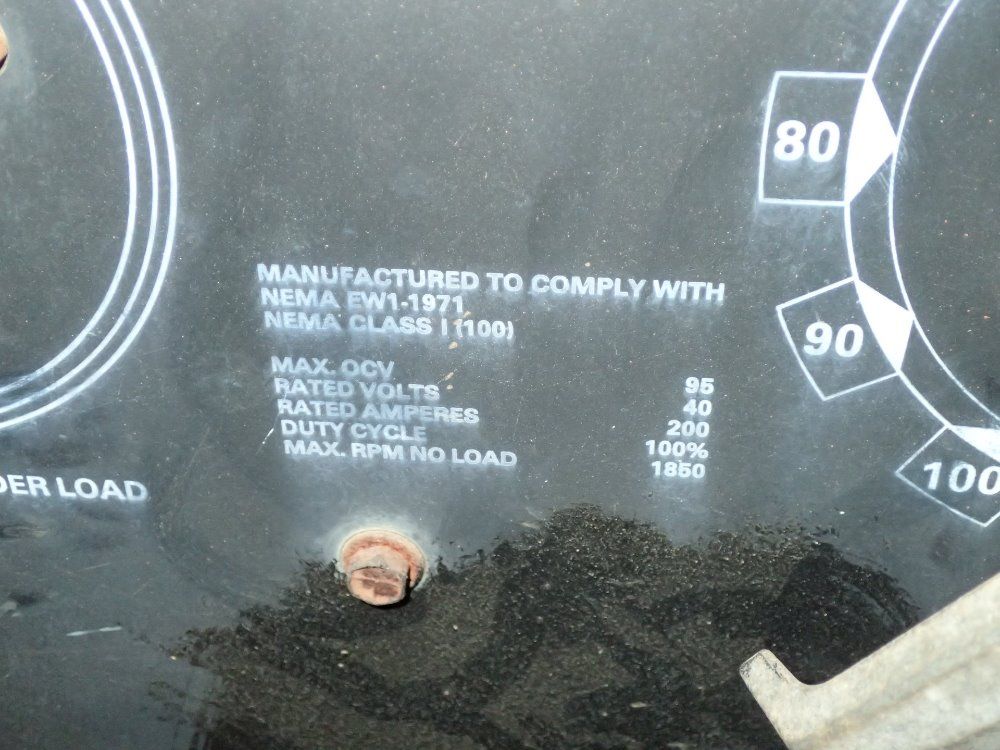 80
MANUFACTURED TO COMPLY WITH
NEMA EW1-1971
NEMA CLASS I (100)
90
MAX. OCV 95
RATED VOLTS 40
RATED AMPERES 200
DUTY CYCLE 100%
MAX. RPM NO LOAD 1850
100
DER LOAD